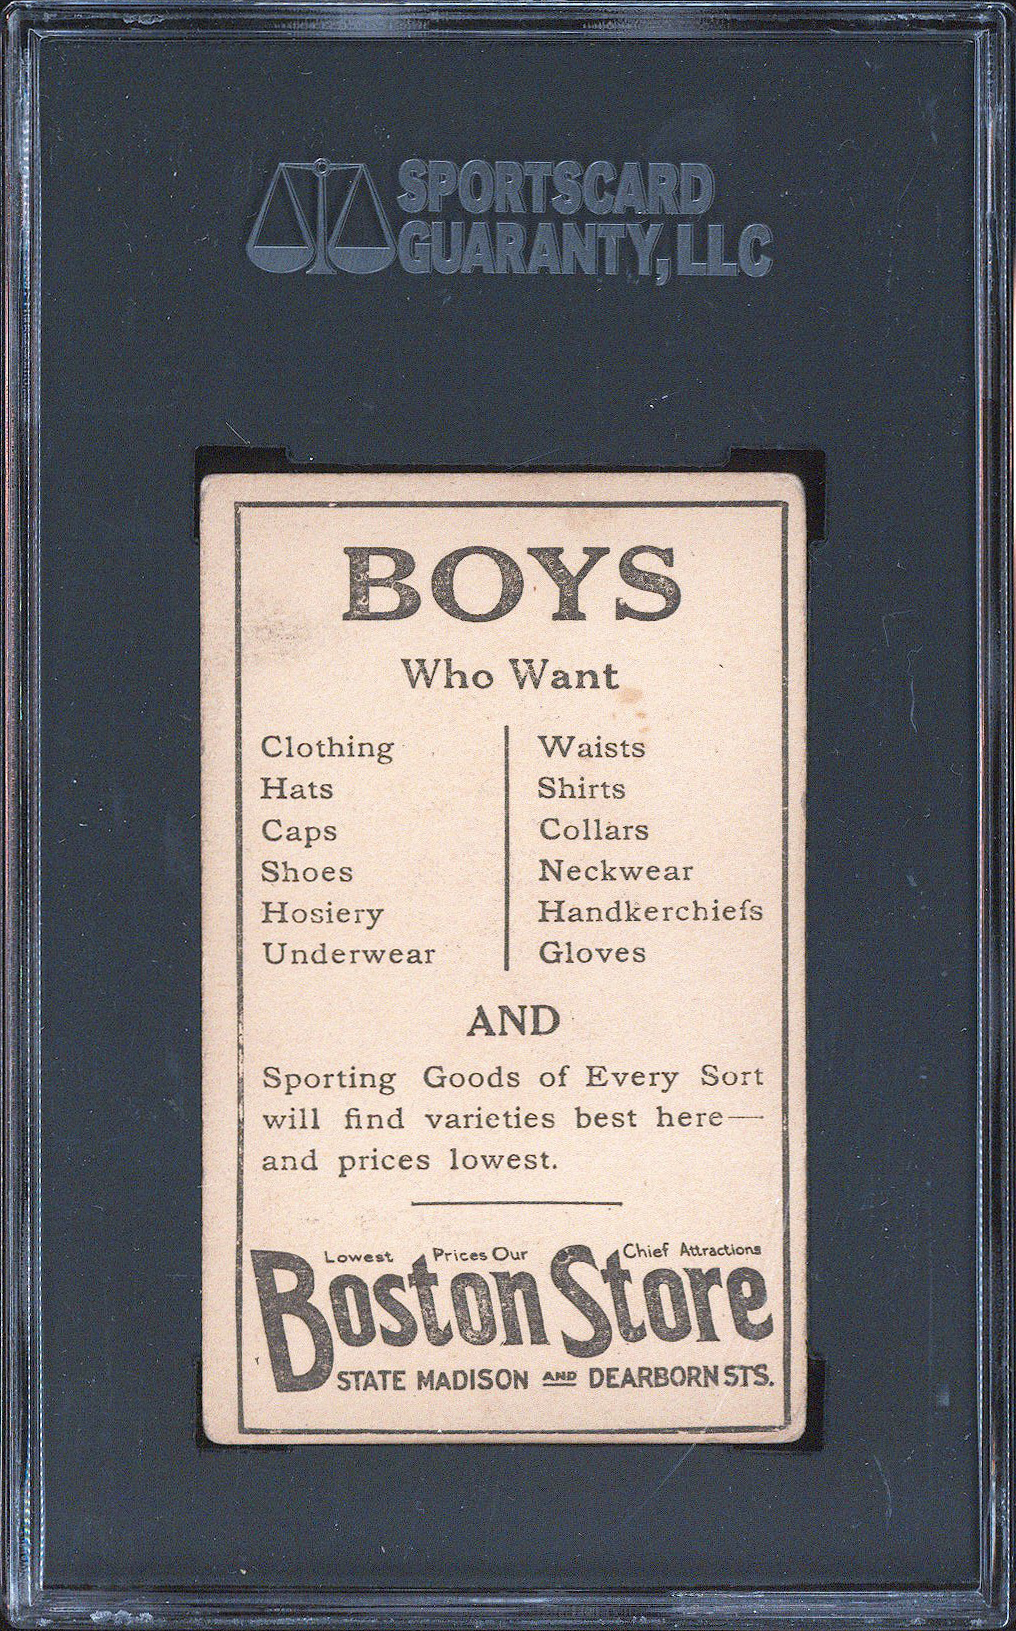 SPORTSCARD
GUARANTY, LLC
BOYS
Who Want
Clothing
Hats
Caps
Shoes
Hosiery
Underwear
Waists
Shirts
Collars
Neckwear
Handkerchiefs
Gloves
AND
Sporting Goods of Every Sort
will find varieties best here—
and prices lowest.
Lowest Prices Our Chief Attractions
Boston Store
STATE MADISON AND DEARBORN STS.